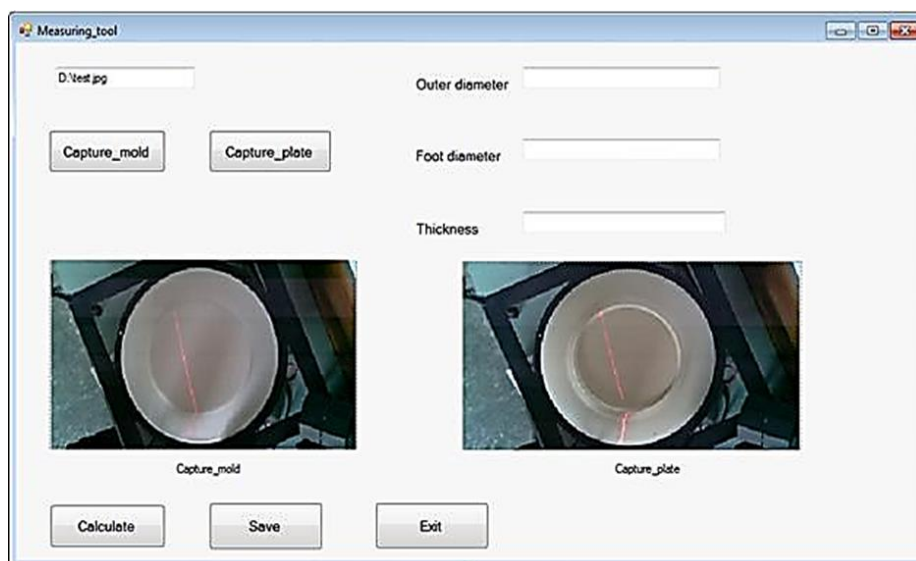 Measuring_tool
D:\test.jpg
Outer diameter
Capture_mold
Capture_plate
Foot diameter
Thickness
Capture_mold
Capture_plate
Calculate
Save
Exit